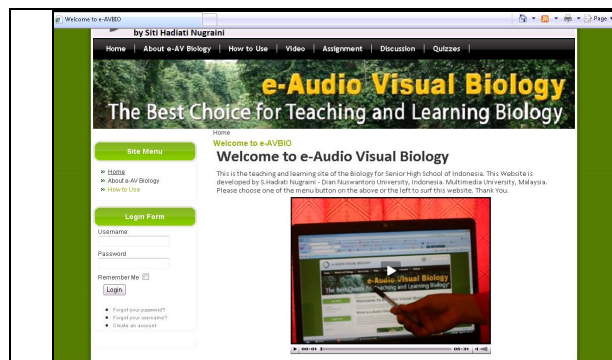 Welcome to e-AVBIO
Page
by Siti Hadiati Nugraini
Home | About e-AV Biology | How to Use | Video | Assignment | Discussion | Quizzes |
e-Audio Visual Biology
The Best Choice for Teaching and Learning Biology
Home
Welcome to e-AVBIO
Welcome to e-Audio Visual Biology
This is the teaching and learning site of the Biology for Senior High School of Indonesia. This Website is
developed by S.Hadiati Nugraini - Dian Nuswantoro University, Indonesia. Multimedia University, Malaysia.
Please choose one of the menu button on the above or the left to surf this website. Thank You.
Site Menu
Home
About e-AV Biology
How to Use
Login Form
Username
Password
Remember Me
Login
Forgot your password?
Forgot your username?
Create an account
e-Audio Visual Biology
The Best Choice for Teaching and Learning Biology
00:01
05:31